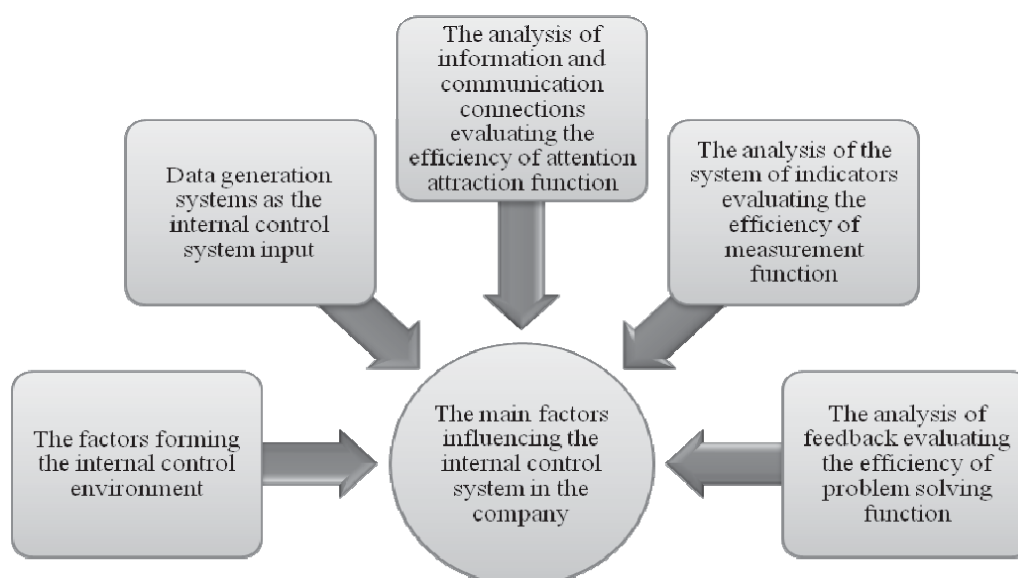 The analysis of
information and
communication
connections
evaluating the
efficiency of attention
attraction function
Data generation
systems as the
internal control
system input
The analysis of the
system of indicators
evaluating the
efficiency of
measurement
function
The factors forming
the internal control
environment
The main factors
influencing the
internal control
system in the
company
The analysis of
feedback evaluating
the efficiency of
problem solving
function